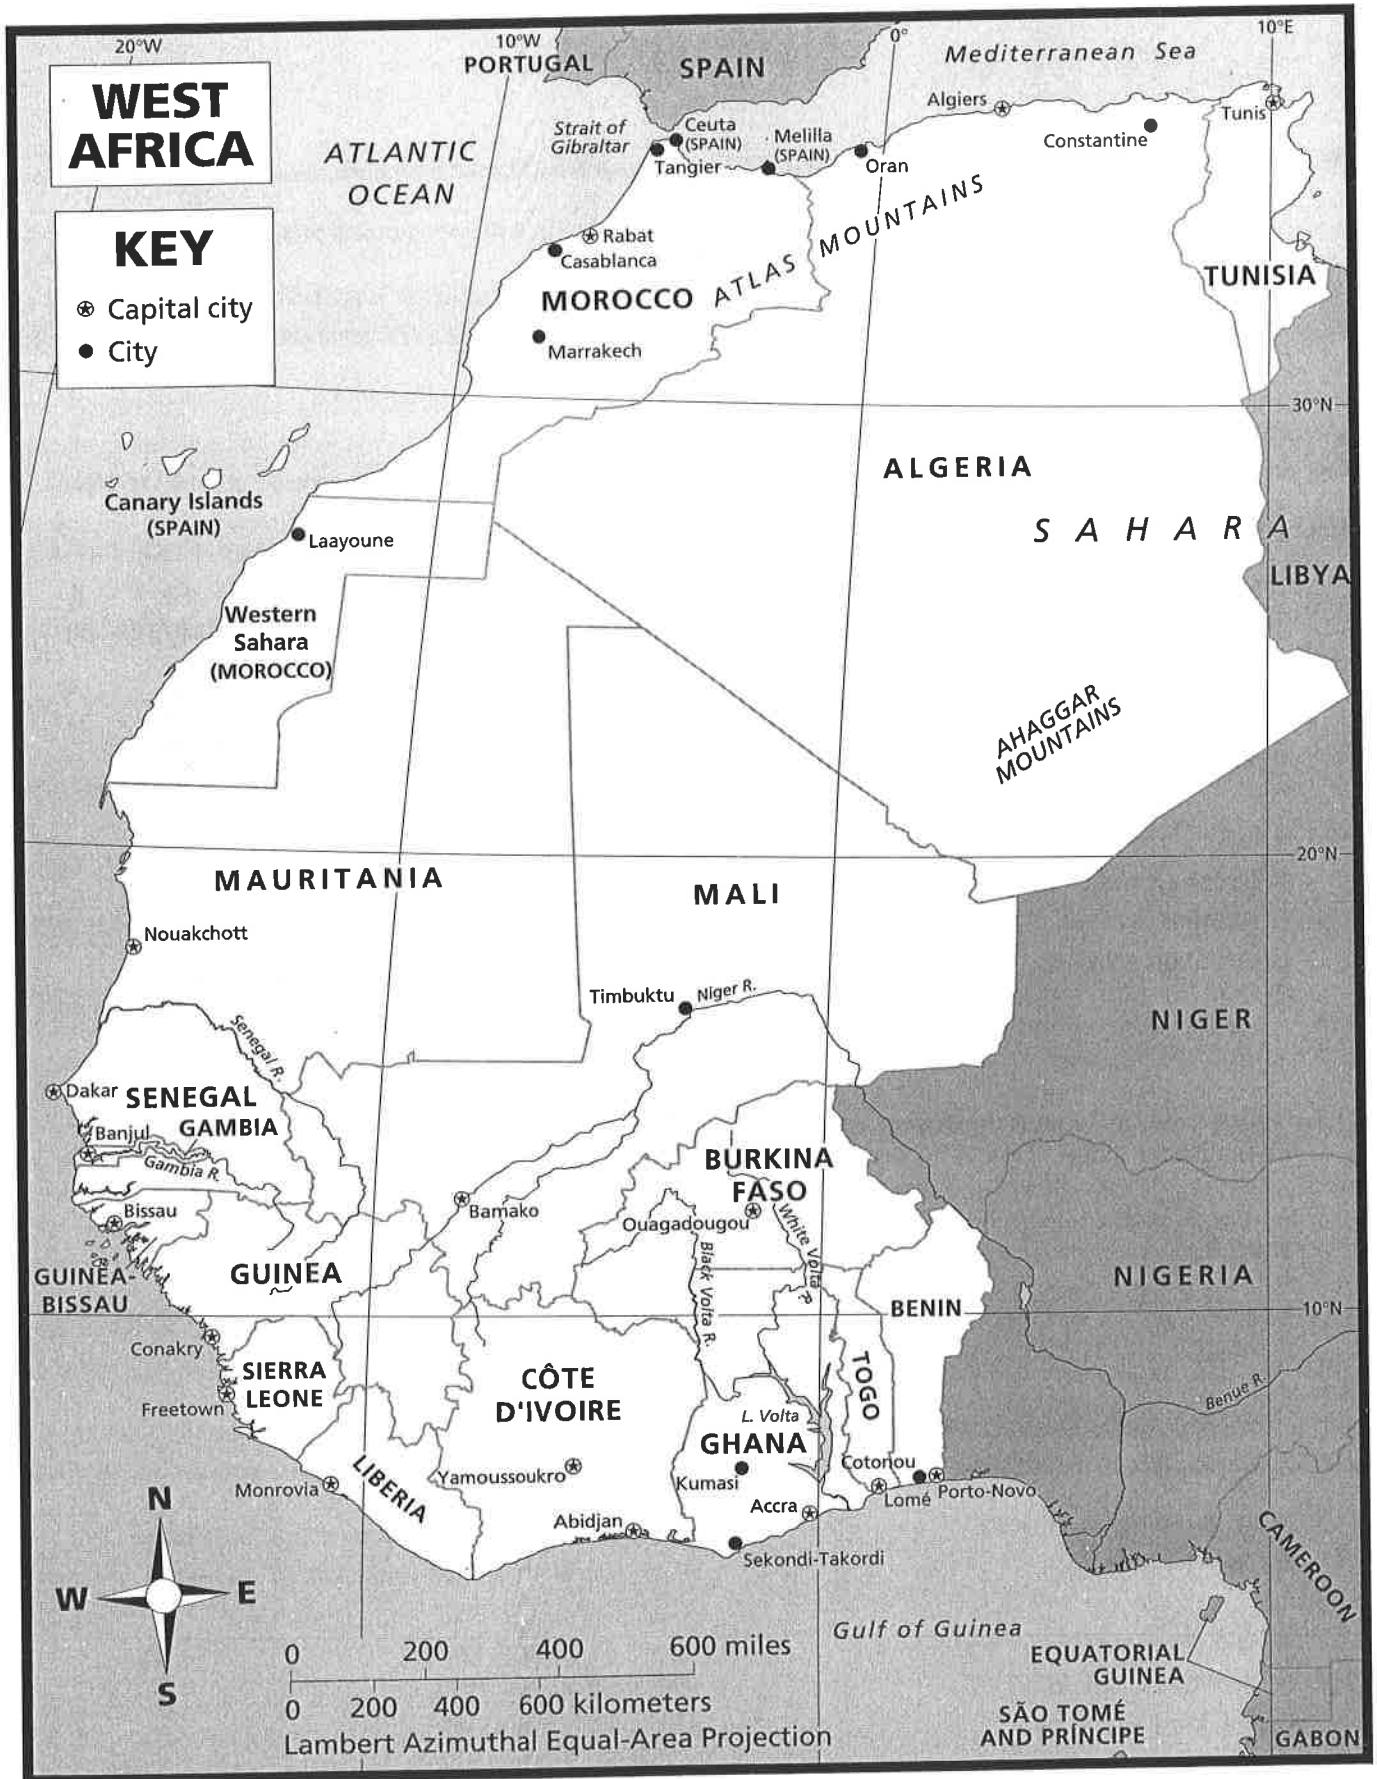 20°W
10°W
0°
10°E
PORTUGAL
SPAIN
Mediterranean Sea
WEST
AFRICA
KEY
Capital city
City
ATLANTIC
OCEAN
Strait of
Gibraltar
Ceuta
(SPAIN)
Tangier
Melilla
(SPAIN)
Oran
Algiers
Constantine
Tunis
Rabat
Casablanca
MOROCCO
ATLAS MOUNTAINS
TUNISIA
Marrakech
30°N
Canary Islands
(SPAIN)
ALGERIA
SAHARA
LIBYA
Laayoune
Western
Sahara
(MOROCCO)
AHAGGAR
MOUNTAINS
20°N
MAURITANIA
MALI
Nouakchott
Timbuktu
Niger R.
NIGER
Senegal R.
Dakar
SENEGAL
Banjul
GAMBIA
Gambia R.
BURKINA
FASO
Bissau
Bamako
Ouagadougou
White Volta R
Black Volta R.
GUINEA-
BISSAU
GUINEA
NIGERIA
BENIN
10°N
Conakry
SIERRA
LEONE
Freetown
CÔTE
D'IVOIRE
TOGO
Benue R.
L. Volta
GHANA
LIBERIA
Monrovia
Yamoussoukro
Kumasi
Cotonou
Porto-Novo
Lomé
Accra
Abidjan
Sekondi-Takordi
CAMEROON
N
W
E
S
Gulf of Guinea
0 200 400 600 miles
0 200 400 600 kilometers
Lambert Azimuthal Equal-Area Projection
EQUATORIAL
GUINEA
SÃO TOMÉ
AND PRÍNCIPE
GABON